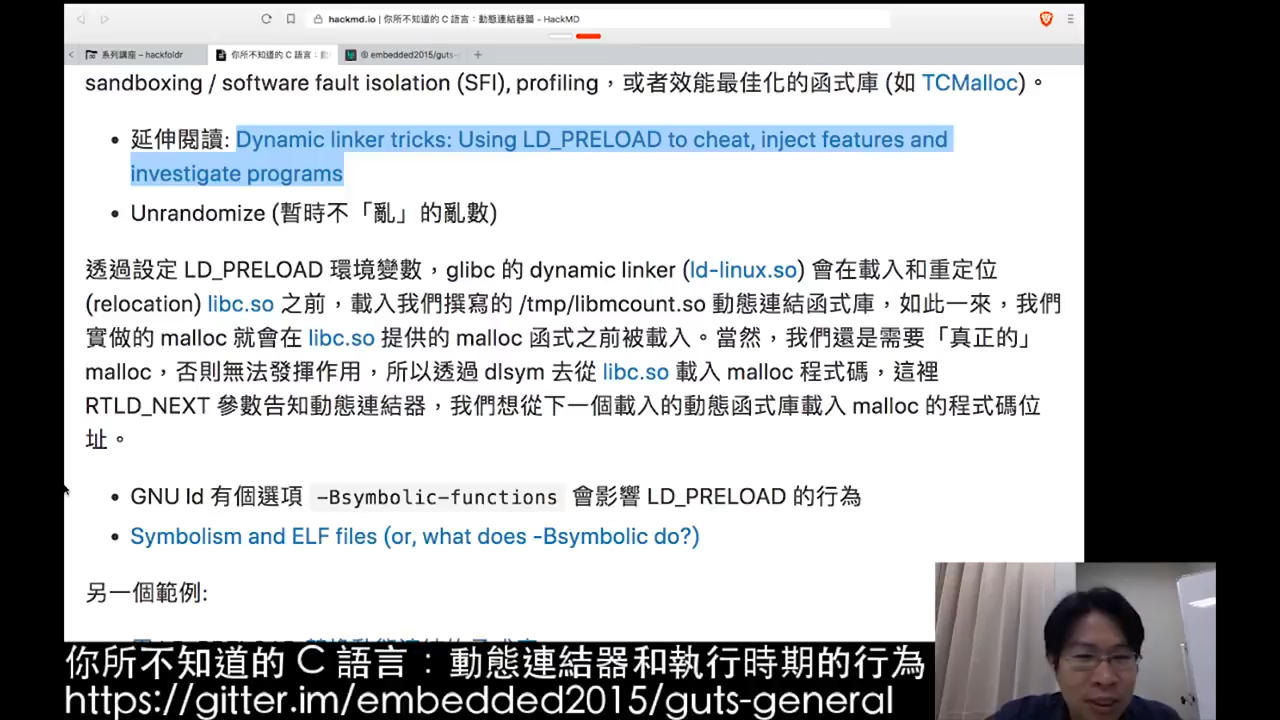 hackmd.io | 你所不知道的 C 語言：動態連結器篇 - HackMD
系列講座 – hackfoldr
你所不知道的 C 語言：動
embedded2015/guts-
sandboxing / software fault isolation (SFI), profiling，或者效能最佳化的函式庫 (如 TCMalloc)。
延伸閱讀: Dynamic linker tricks: Using LD_PRELOAD to cheat, inject features and
investigate programs
Unrandomize (暫時不「亂」的亂數)
透過設定 LD_PRELOAD 環境變數，glibc 的 dynamic linker (ld-linux.so) 會在載入和重定位
(relocation) libc.so 之前，載入我們撰寫的 /tmp/libmcount.so 動態連結函式庫，如此一來，我們
實做的 malloc 就會在 libc.so 提供的 malloc 函式之前被載入。當然，我們還是需要「真正的」
malloc，否則無法發揮作用，所以透過 dlsym 去從 libc.so 載入 malloc 程式碼，這裡
RTLD_NEXT 參數告知動態連結器，我們想從下一個載入的動態函式庫載入 malloc 的程式碼位
址。
GNU ld 有個選項 -Bsymbolic-functions 會影響 LD_PRELOAD 的行為
Symbolism and ELF files (or, what does -Bsymbolic do?)
另一個範例:
你所不知道的 C 語言：動態連結器和執行時期的行為
https://gitter.im/embedded2015/guts-general